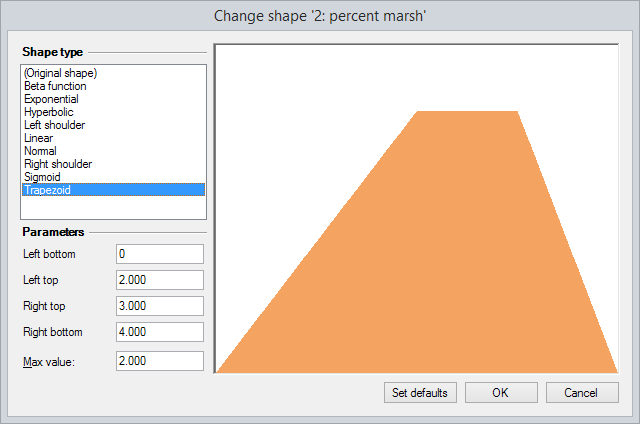 Change shape '2: percent marsh'
Shape type
(Original shape)
Beta function
Exponential
Hyperbolic
Left shoulder
Linear
Normal
Right shoulder
Sigmoid
Trapezoid
Parameters
Left bottom 0
Left top 2.000
Right top 3.000
Right bottom 4.000
Max value: 2.000
Set defaults OK Cancel